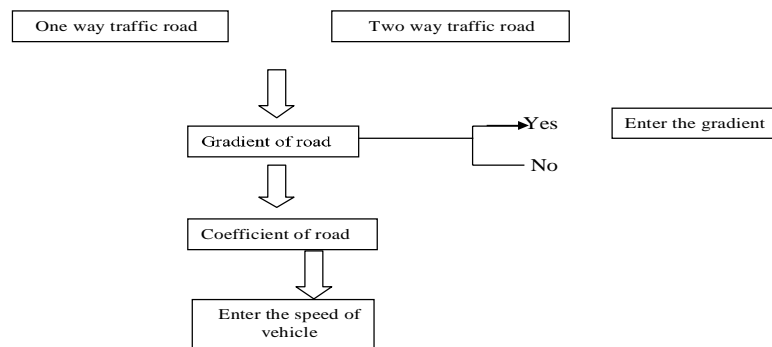 One way traffic road
Two way traffic road
Gradient of road
Yes
Enter the gradient
No
Coefficient of road
Enter the speed of
vehicle